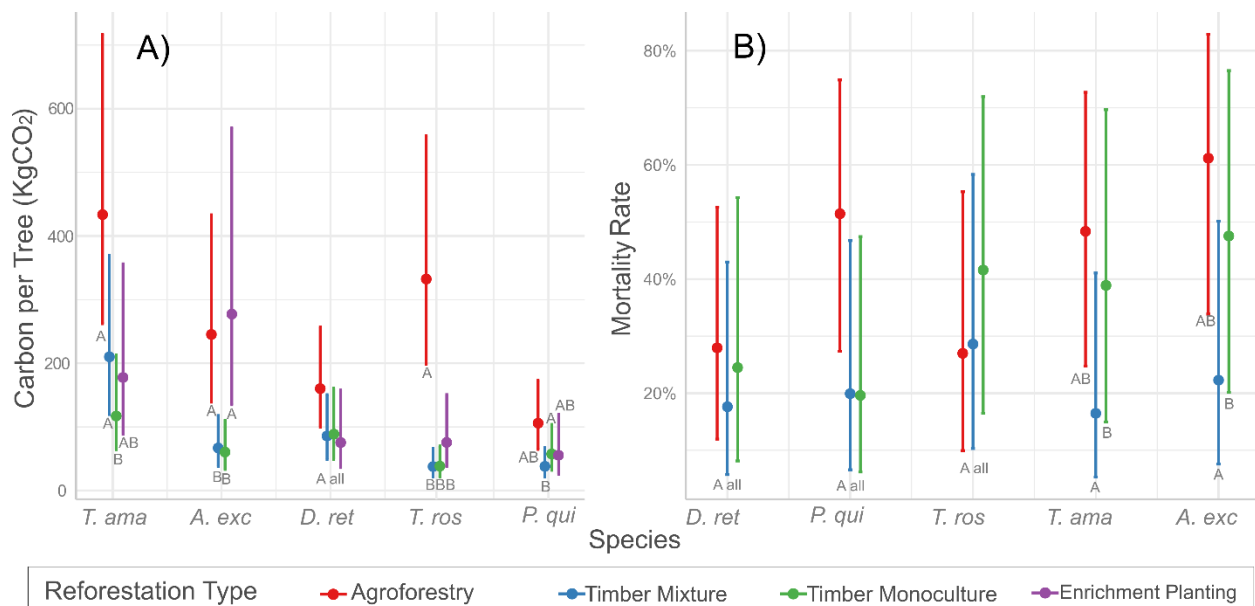 A)
Carbon per Tree (KgCO2)
600
400
200
0
A
A
B
AB
A
B
B
A
A all
A
BBB
AB
B
A
AB
T. ama
A. exc
D. ret
T. ros
P. qui
B)
Mortality Rate
80%
60%
40%
20%
A all
A all
A all
AB
A
B
AB
A
B
D. ret
P. qui
T. ros
T. ama
A. exc
Species
Reforestation Type Agroforestry Timber Mixture Timber Monoculture Enrichment Planting